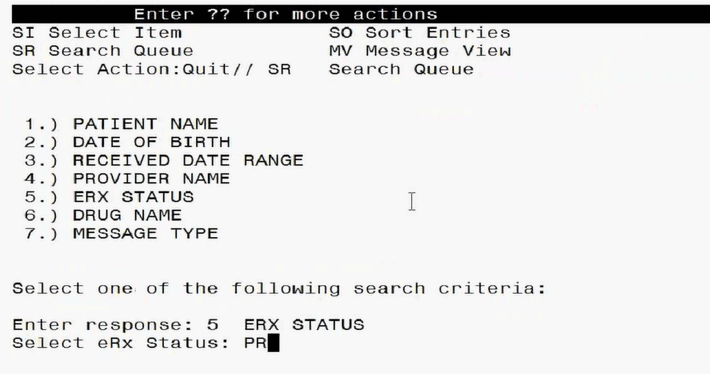 Enter ?? for more actions
SI Select Item SO Sort Entries
SR Search Queue MV Message View
Select Action:Quit// SR Search Queue
1.) PATIENT NAME
2.) DATE OF BIRTH
3.) RECEIVED DATE RANGE
4.) PROVIDER NAME
5.) ERX STATUS
6.) DRUG NAME
7.) MESSAGE TYPE
Select one of the following search criteria:
Enter response: 5 ERX STATUS
Select eRx Status: PR